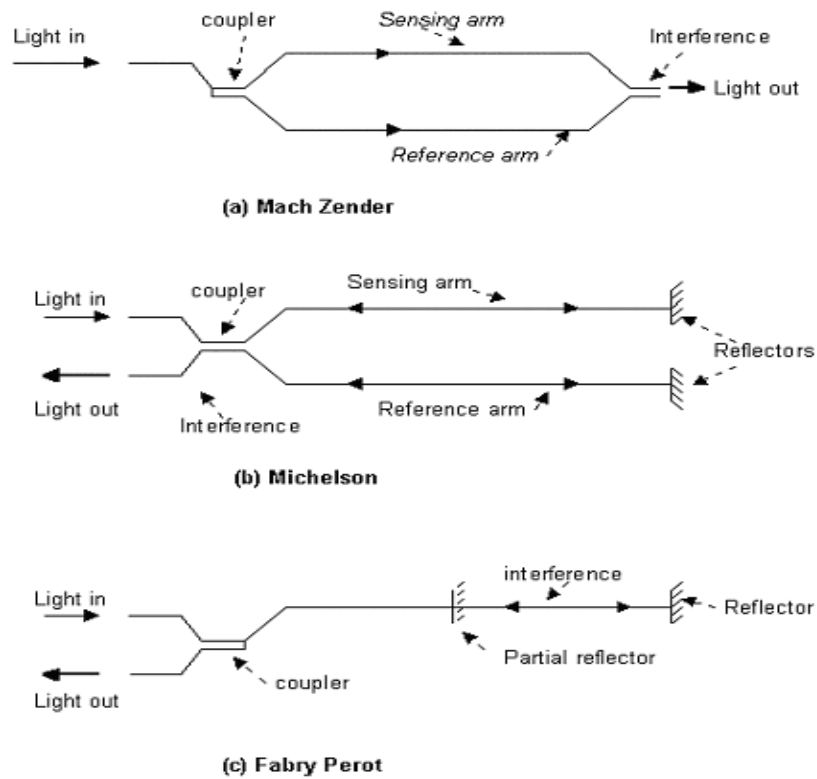 coupler
Sensing arm
Light in
Interference
Light out
Reference arm
(a) Mach Zender
Light in
coupler
Sensing arm
Reflectors
Light out
Interference
Reference arm
(b) Michelson
interference
Light in
Reflector
Partial reflector
coupler
Light out
(c) Fabry Perot